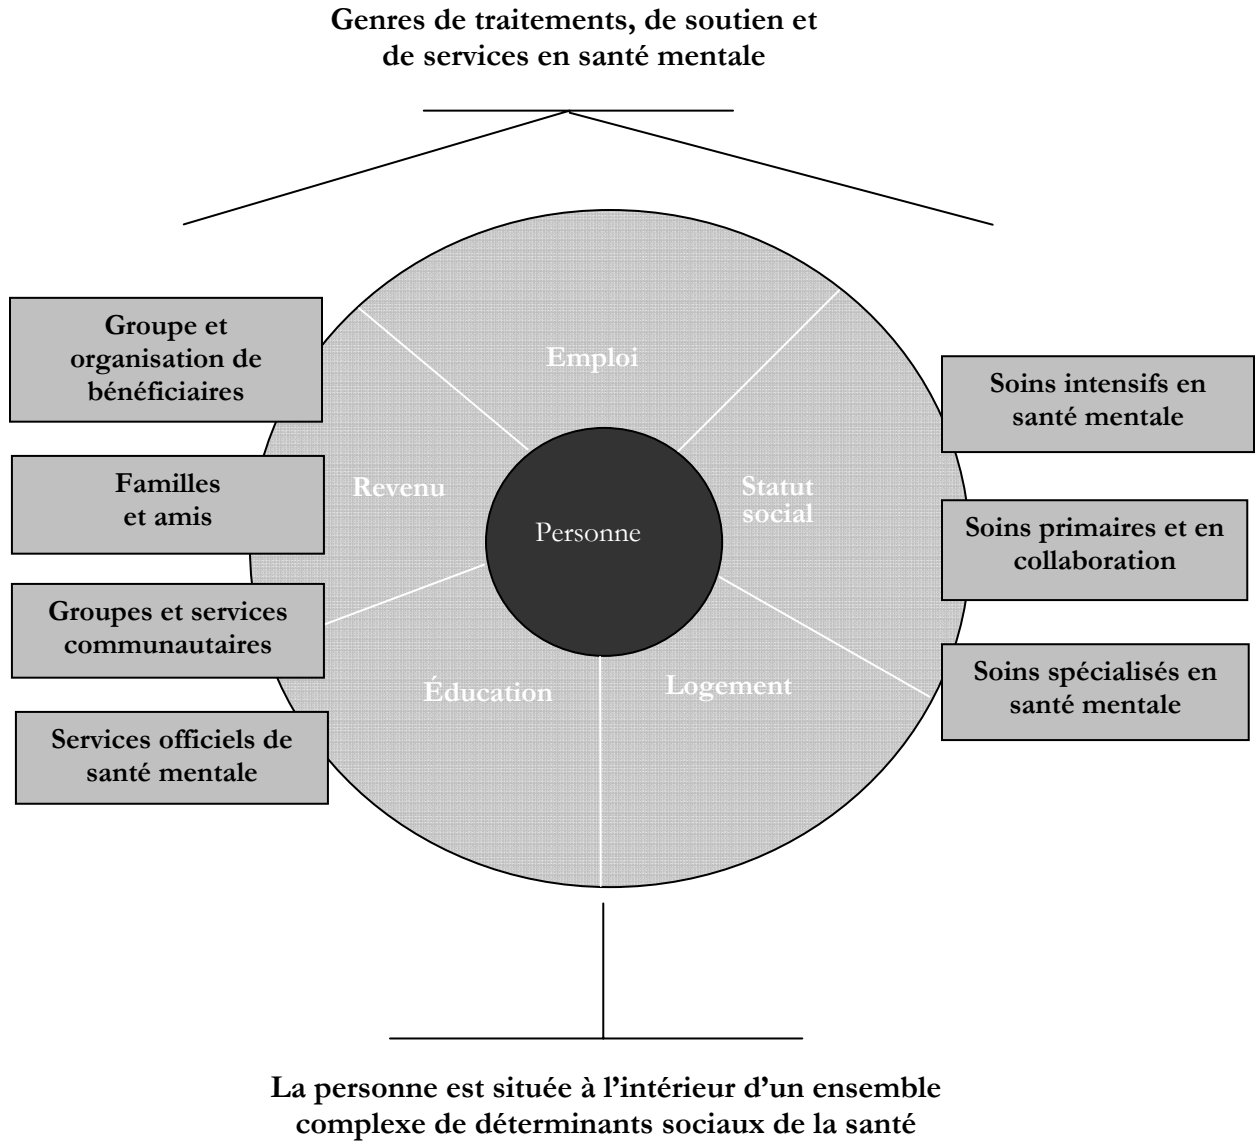 Genres de traitements, de soutien et
de services en santé mentale
Groupe et
organisation de
bénéficiaires
Familles
et amis
Groupes et services
communautaires
Services officiels de
santé mentale
Emploi
Revenu
Statut
social
Personne
Éducation
Logement
Soins intensifs en
santé mentale
Soins primaires et en
collaboration
Soins spécialisés en
santé mentale
La personne est située à l’intérieur d’un ensemble
complexe de déterminants sociaux de la santé